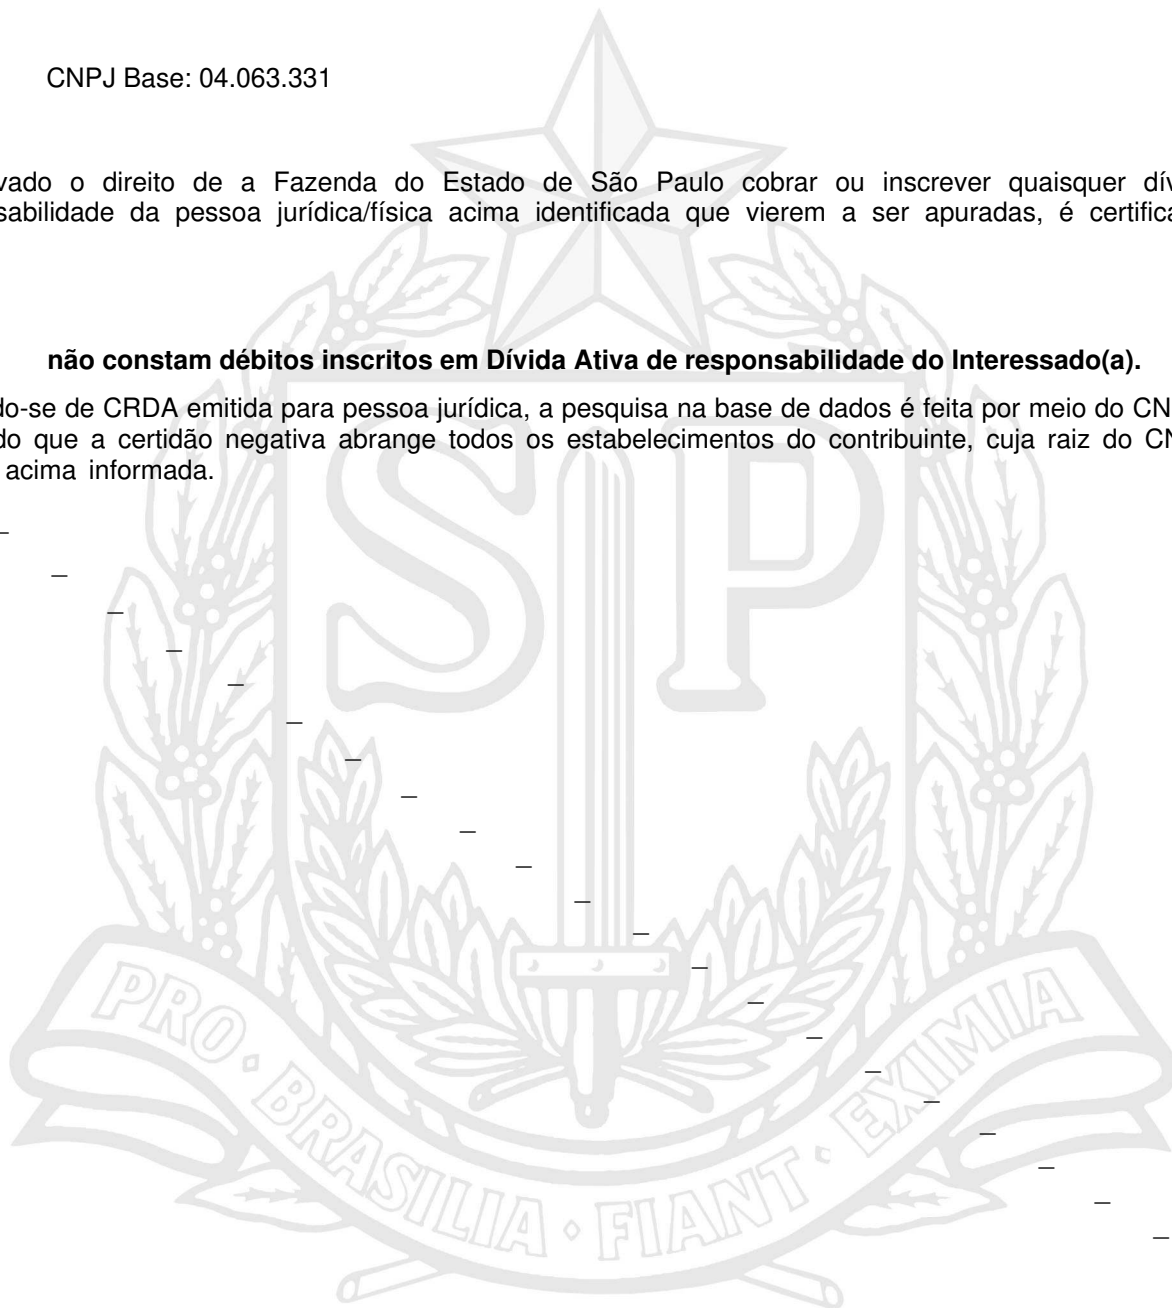 CNPJ Base: 04.063.331
vado o direito de a Fazenda do Estado de São Paulo cobrar ou inscrever quaisquer dív
sabilidade da pessoa jurídica/física acima identificada que vierem a ser apuradas, é certifica
não constam débitos inscritos em Dívida Ativa de responsabilidade do Interessado(a).
do-se de CRDA emitida para pessoa jurídica, a pesquisa na base de dados é feita por meio do CN
do que a certidão negativa abrange todos os estabelecimentos do contribuinte, cuja raiz do CN
acima informada.
SP
PRO · BRASILIA · FIANT · EXIMIA